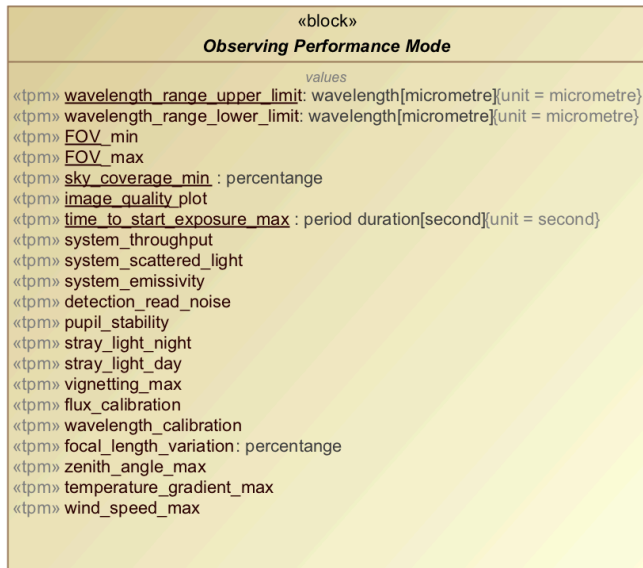 «block»
Observing Performance Mode
values
«tpm» wavelength_range_upper_limit: wavelength[micrometre]{unit = micrometre}
«tpm» wavelength_range_lower_limit: wavelength[micrometre]{unit = micrometre}
«tpm» FOV_min
«tpm» FOV_max
«tpm» sky_coverage_min : percentange
«tpm» image_quality_plot
«tpm» time_to_start_exposure_max : period duration[second]{unit = second}
«tpm» system_throughput
«tpm» system_scattered_light
«tpm» system_emissivity
«tpm» detection_read_noise
«tpm» pupil_stability
«tpm» stray_light_night
«tpm» stray_light_day
«tpm» vignetting_max
«tpm» flux_calibration
«tpm» wavelength_calibration
«tpm» focal_length_variation: percentange
«tpm» zenith_angle_max
«tpm» temperature_gradient_max
«tpm» wind_speed_max